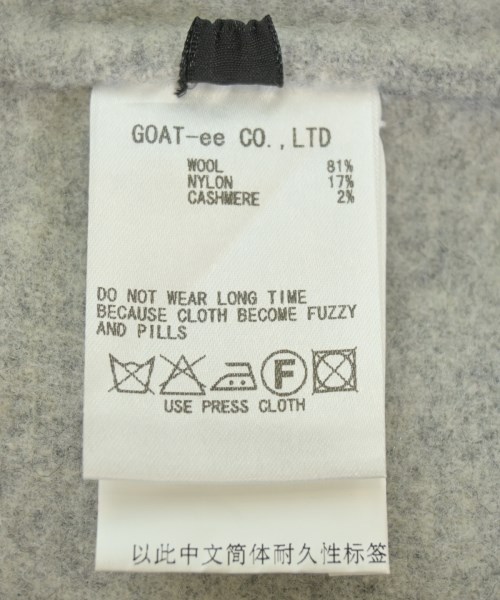 GOAT-ee CO.,LTD
WOOL 81%
NYLON 17%
CASHMERE 2%
DO NOT WEAR LONG TIME
BECAUSE CLOTH BECOME FUZZY
AND PILLS
F
USE PRESS CLOTH
以此中文简体耐久性标签